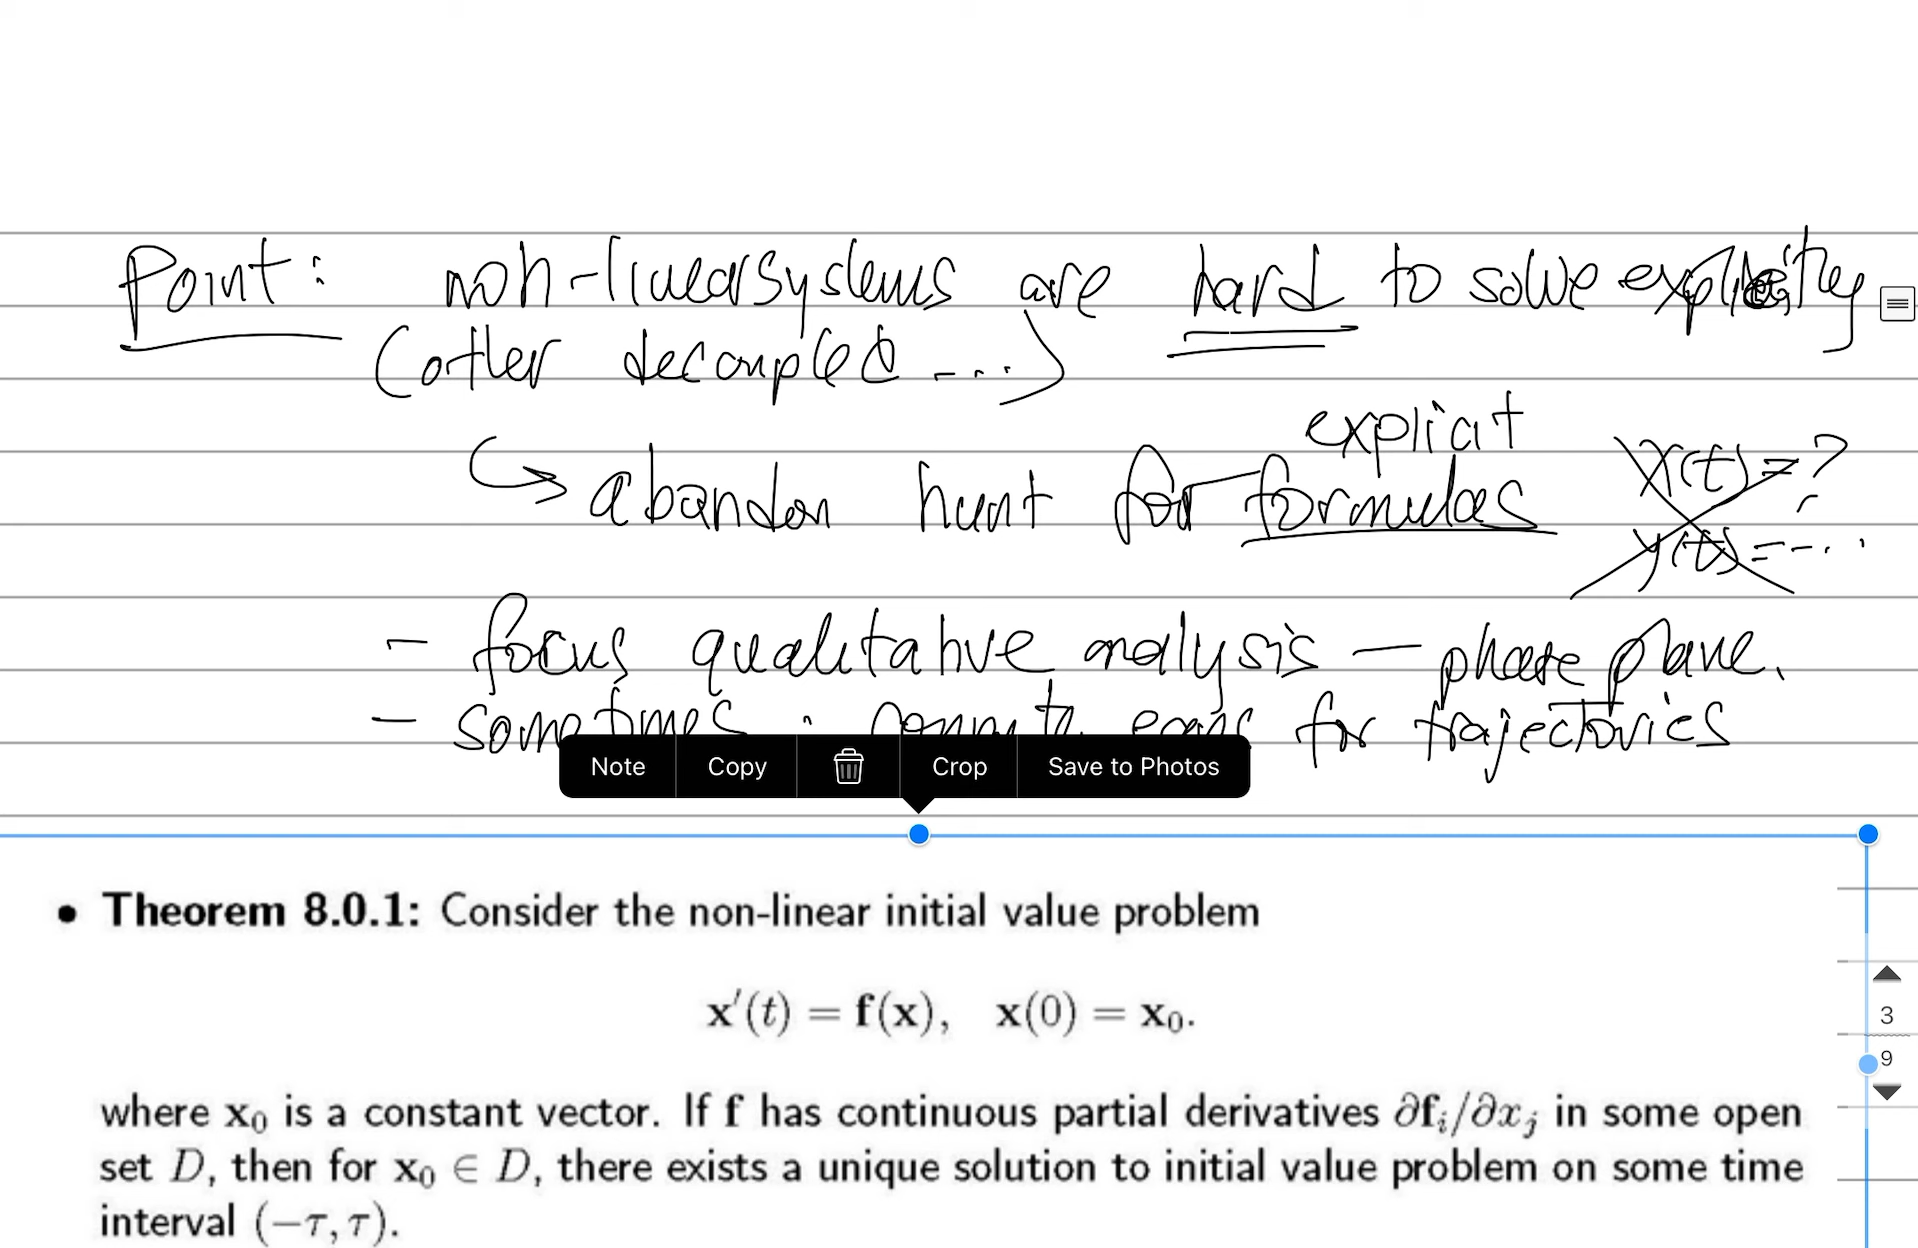 Point: non-linear systems are hard to solve explicitly
(other decoupled ....)
explicit
↪ abandon hunt for formulas x(t) = ?
y(t) = ...
- focus qualitative analysis — phase plane.
- sometimes: compute eqns for trajectories
Note Copy Crop Save to Photos
• Theorem 8.0.1: Consider the non-linear initial value problem
x′(t) = f(x), x(0) = x₀.
3
9
where x₀ is a constant vector. If f has continuous partial derivatives ∂fᵢ/∂xⱼ in some open
set D, then for x₀ ∈ D, there exists a unique solution to initial value problem on some time
interval (−τ, τ).